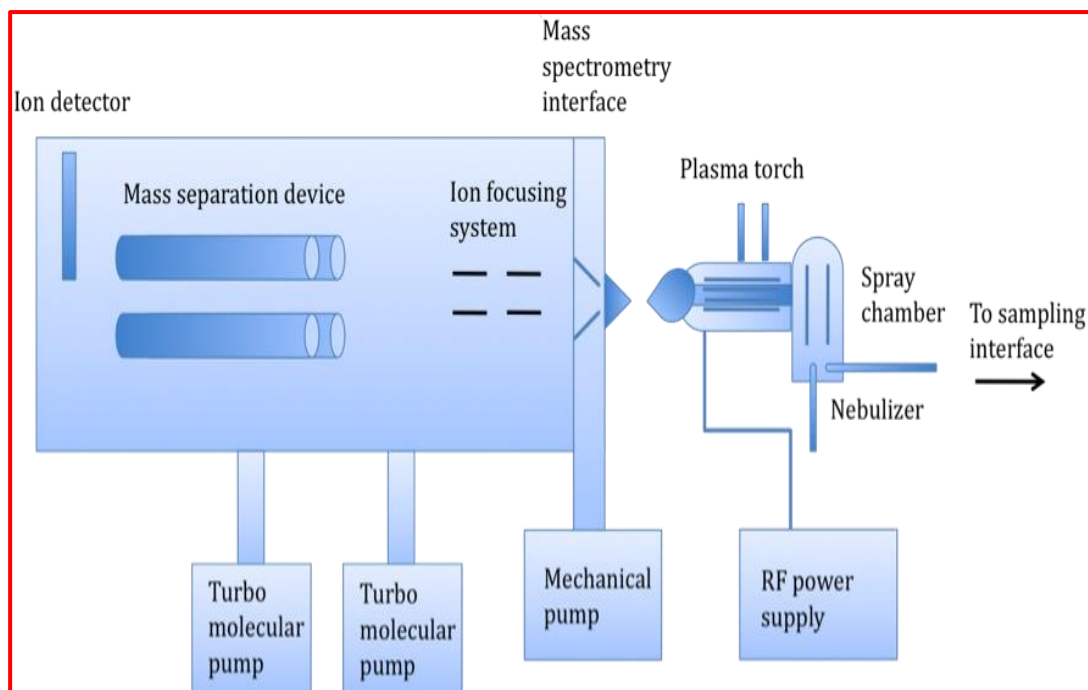 Mass
spectrometry
interface
Ion detector
Plasma torch
Mass separation device
Ion focusing
system
Spray
chamber
To sampling
interface
Nebulizer
Turbo
molecular
pump
Turbo
molecular
pump
Mechanical
pump
RF power
supply